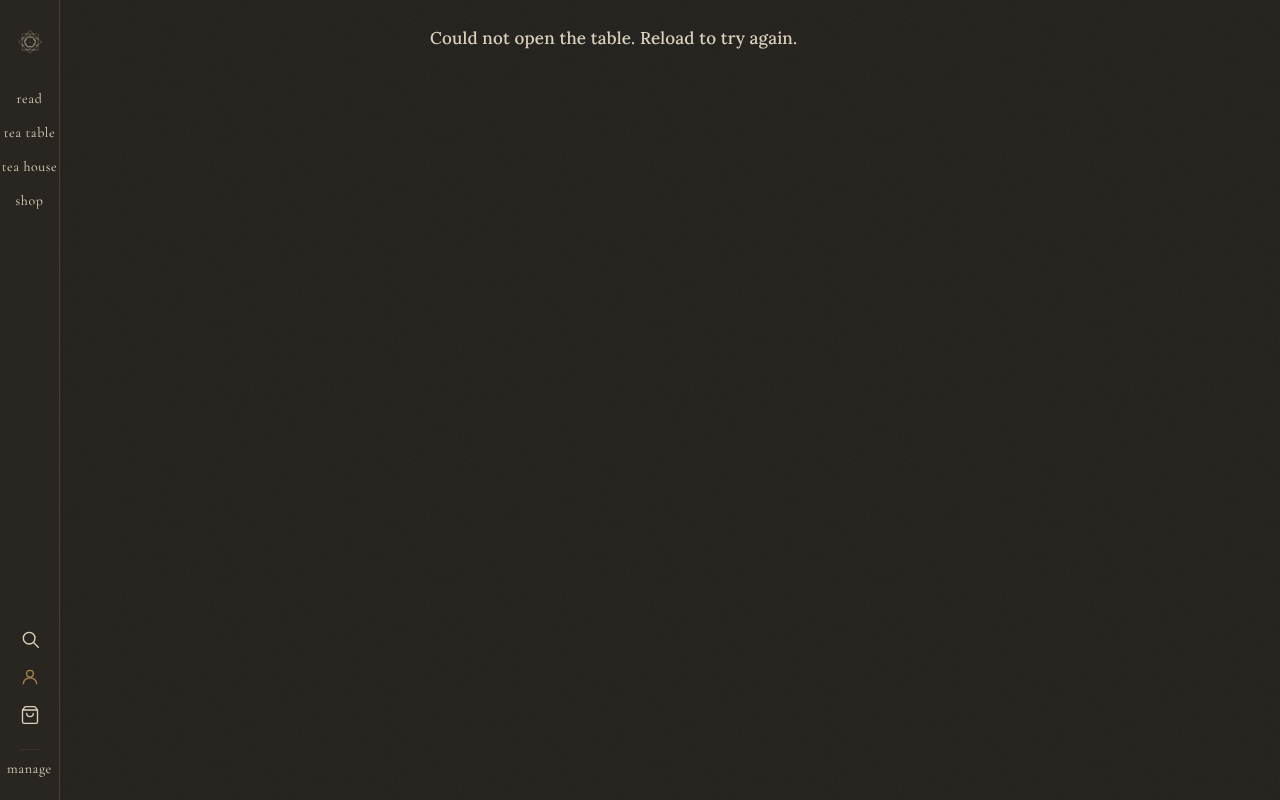 Could not open the table. Reload to try again.
read
tea table
tea house
shop
manage